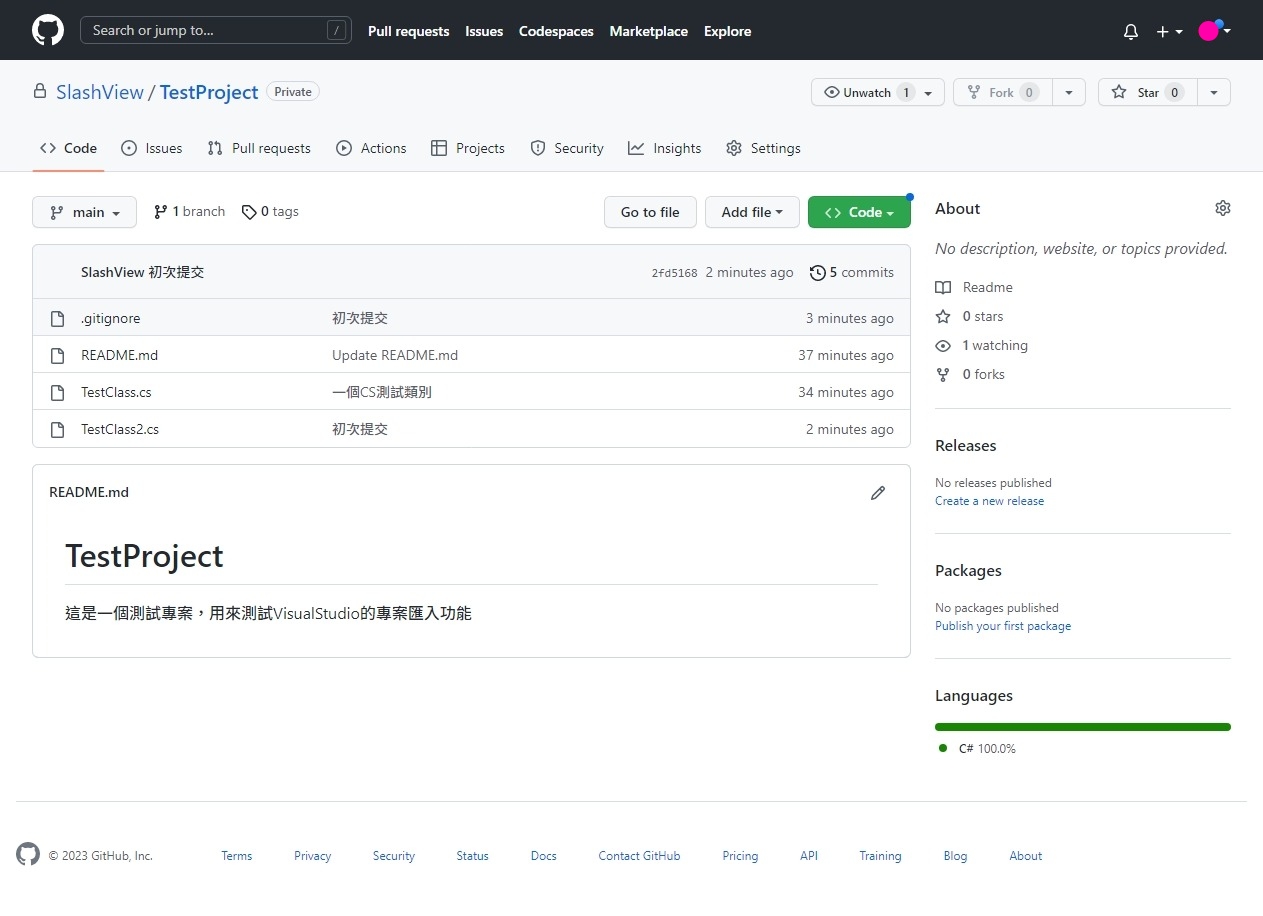 Search or jump to... / Pull requests Issues Codespaces Marketplace Explore
SlashView / TestProject Private Unwatch 1 Fork 0 Star 0
Code Issues Pull requests Actions Projects Security Insights Settings
main 1 branch 0 tags Go to file Add file Code
SlashView 初次提交 2fd5168 2 minutes ago 5 commits
.gitignore 初次提交 3 minutes ago
README.md Update README.md 37 minutes ago
TestClass.cs 一個CS測試類別 34 minutes ago
TestClass2.cs 初次提交 2 minutes ago
README.md
TestProject
這是一個測試專案，用來測試VisualStudio的專案匯入功能
About
No description, website, or topics provided.
Readme
0 stars
1 watching
0 forks
Releases
No releases published
Create a new release
Packages
No packages published
Publish your first package
Languages
C# 100.0%
© 2023 GitHub, Inc. Terms Privacy Security Status Docs Contact GitHub Pricing API Training Blog About